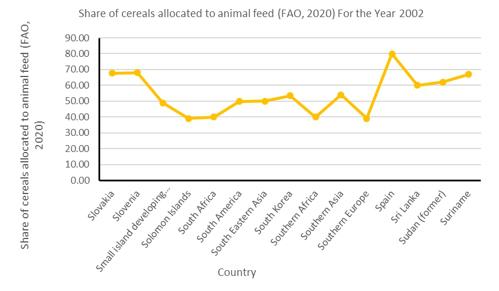 Share of cereals allocated to animal feed (FAO, 2020) For the Year 2002
Share of cereals allocated to animal feed (FAO,
2020)
90.00
80.00
70.00
60.00
50.00
40.00
30.00
20.00
10.00
0.00
Slovakia
Slovenia
Small island developing...
Solomon Islands
South Africa
South America
South Eastern Asia
South Korea
Southern Africa
Southern Asia
Southern Europe
Spain
Sri Lanka
Sudan (former)
Suriname
Country